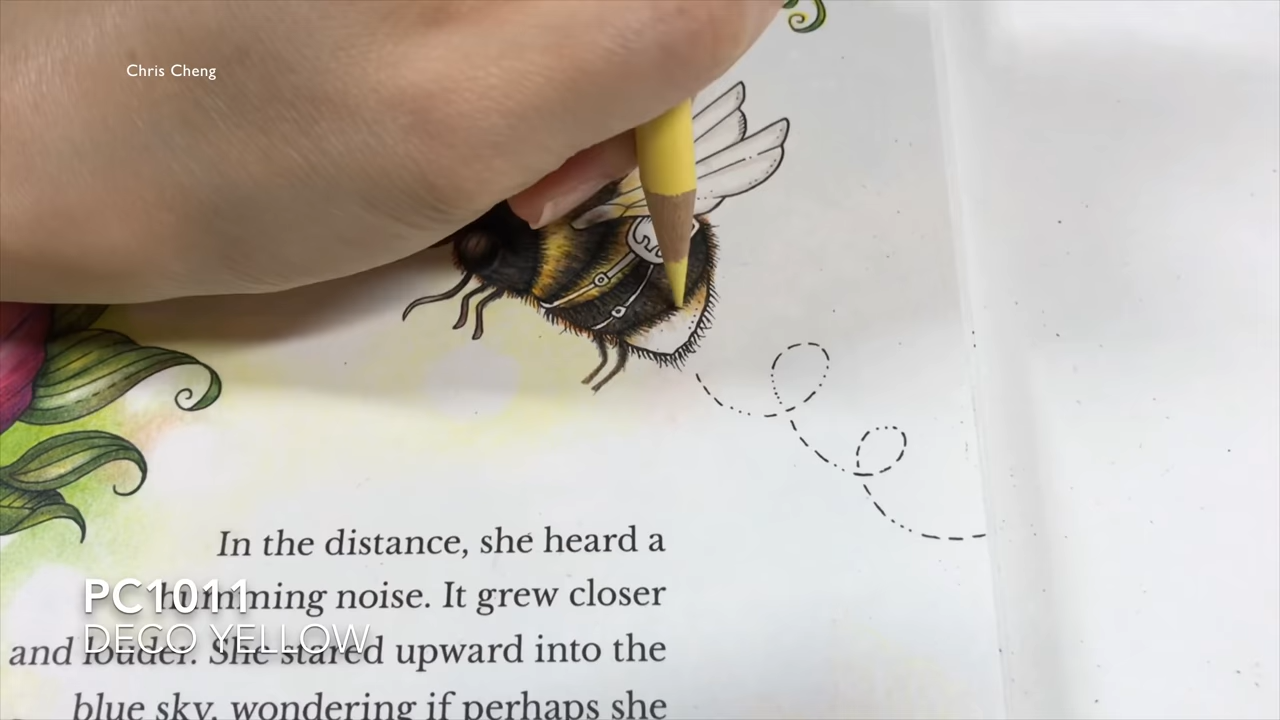 Chris Cheng
In the distance, she heard a
humming noise. It grew closer
and louder. She stared upward into the
blue sky, wondering if perhaps she
PC1011
DECO YELLOW